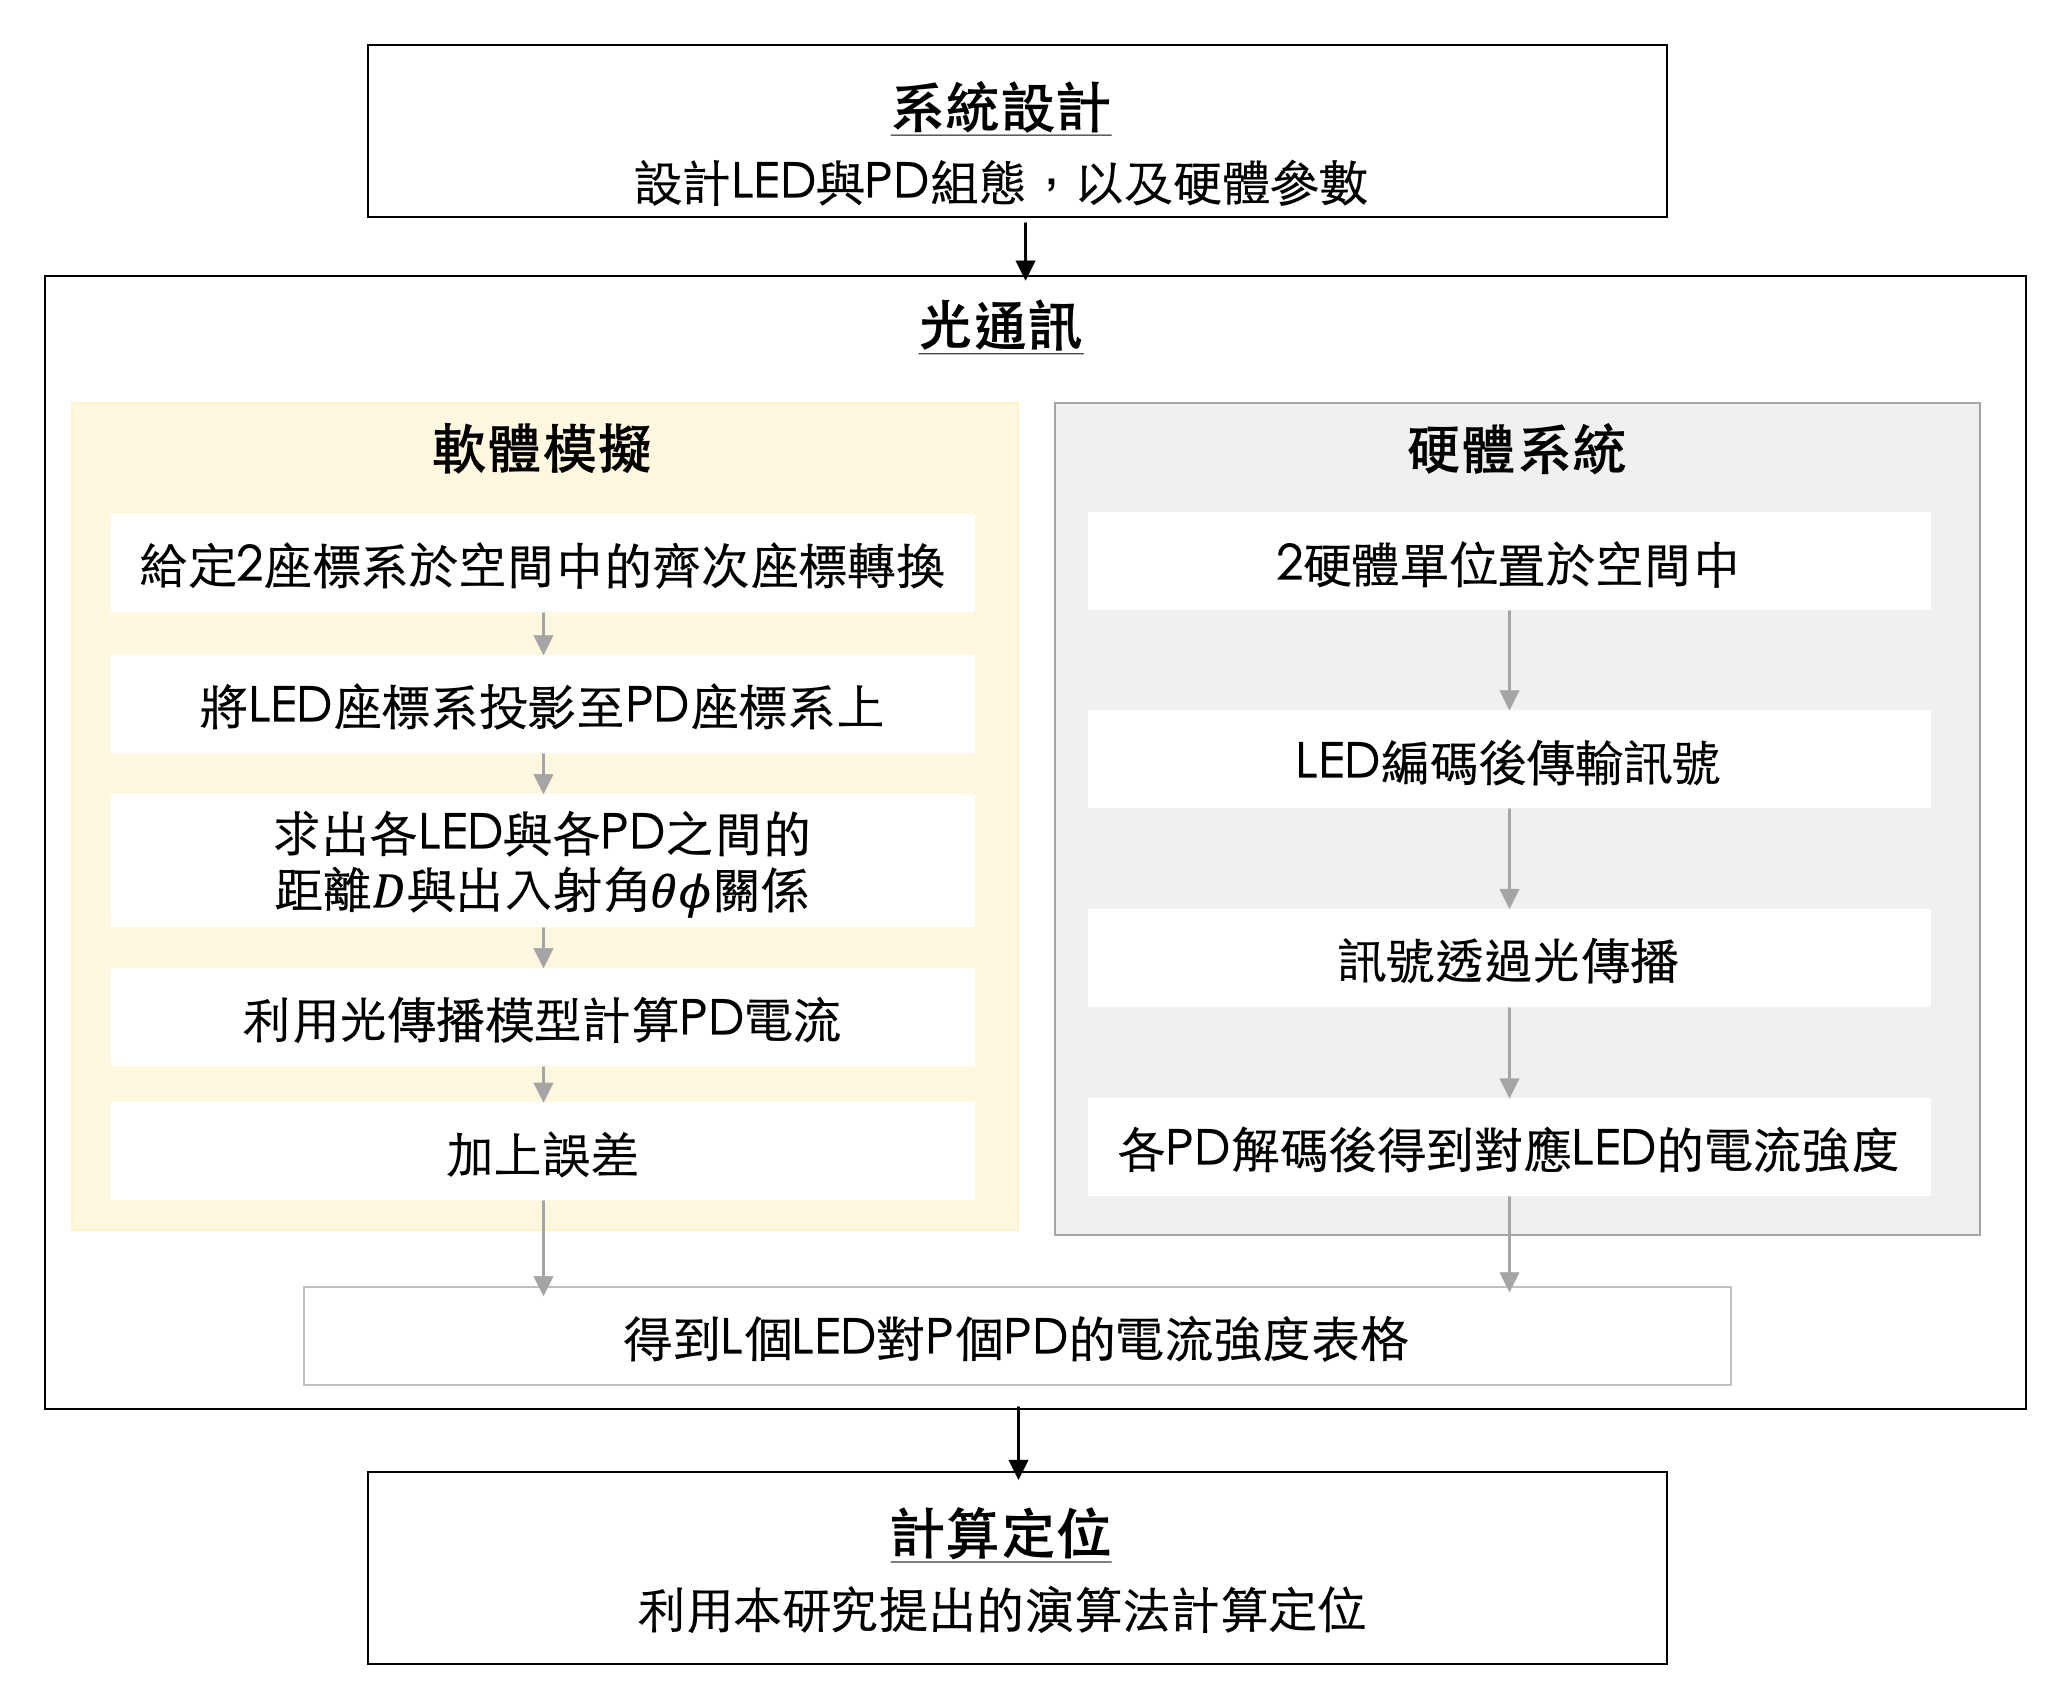 系統設計
設計LED與PD組態，以及硬體參數
光通訊
軟體模擬
給定2座標系於空間中的齊次座標轉換
將LED座標系投影至PD座標系上
求出各LED與各PD之間的
距離D與出入射角θϕ關係
利用光傳播模型計算PD電流
加上誤差
硬體系統
2硬體單位置於空間中
LED編碼後傳輸訊號
訊號透過光傳播
各PD解碼後得到對應LED的電流強度
得到L個LED對P個PD的電流強度表格
計算定位
利用本研究提出的演算法計算定位